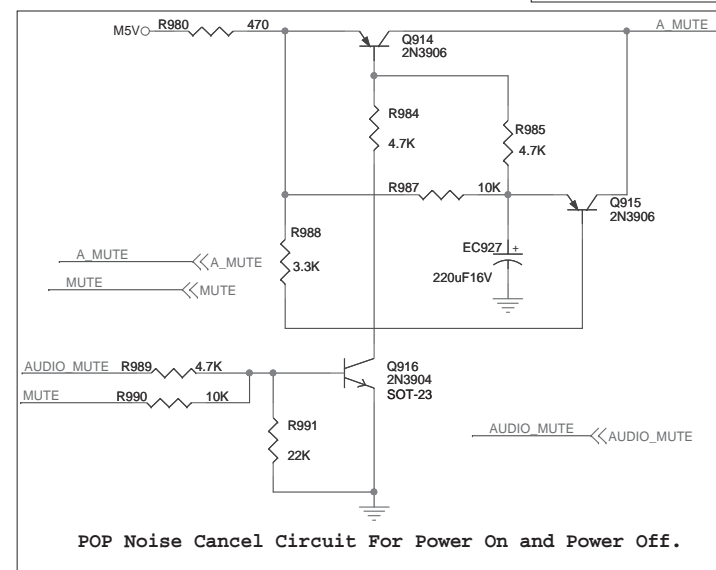 M5V R980 470 A_MUTE
Q914
2N3906
R984
4.7K
R985
4.7K
R987 10K
Q915
2N3906
R988
3.3K
EC927 +
220uF16V
A_MUTE A_MUTE
MUTE MUTE
AUDIO_MUTE R989 4.7K
MUTE R990 10K
Q916
2N3904
SOT-23
R991
22K
AUDIO_MUTE AUDIO_MUTE
POP Noise Cancel Circuit For Power On and Power Off.